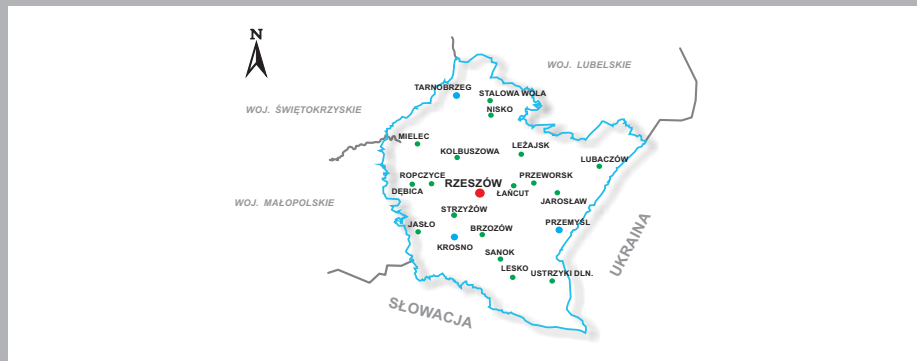 N
WOJ. LUBELSKIE
TARNOBRZEG
STALOWA WOLA
NISKO
WOJ. ŚWIĘTOKRZYSKIE
MIELEC
KOLBUSZOWA
LEŻAJSK
LUBACZÓW
ROPCZYCE
RZESZÓW
PRZEWORSK
DĘBICA
ŁAŃCUT
JAROSŁAW
WOJ. MAŁOPOLSKIE
STRZYŻÓW
JASŁO
BRZOZÓW
PRZEMYŚL
KROSNO
UKRAINA
SANOK
LESKO
USTRZYKI DLN.
SŁOWACJA